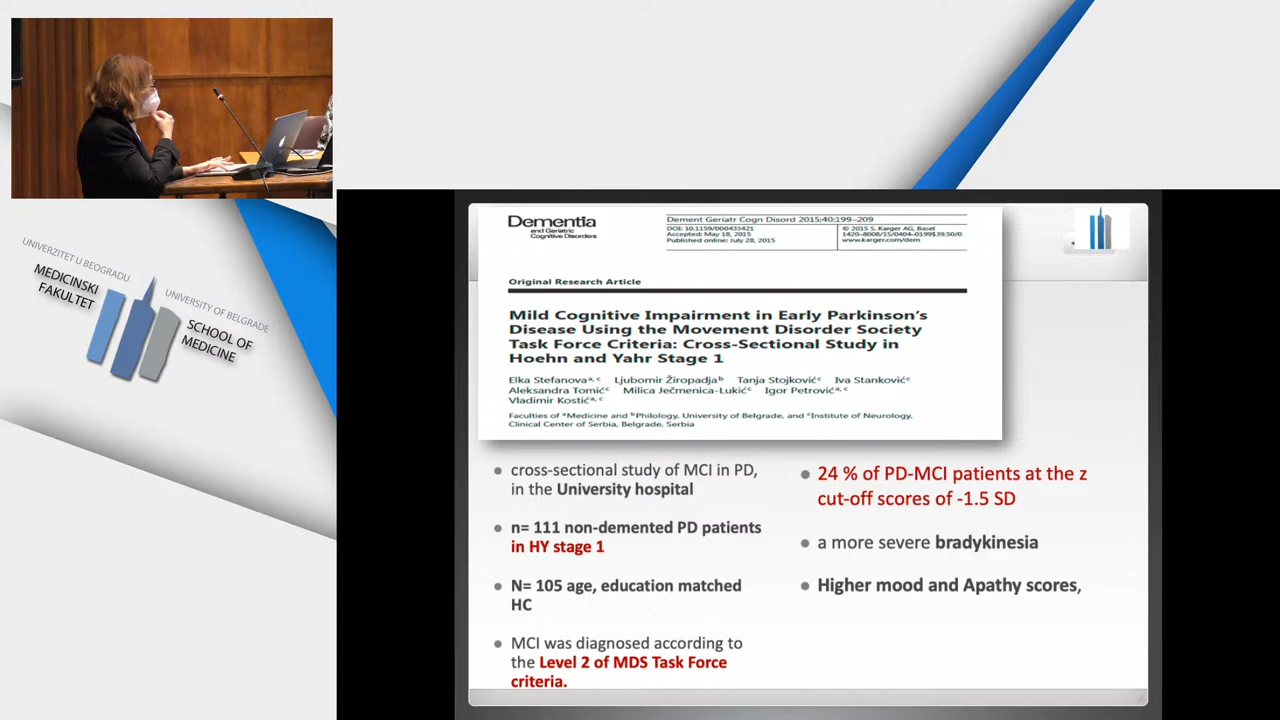 UNIVERZITET U BEOGRADU
MEDICINSKI
FAKULTET
UNIVERSITY OF BELGRADE
SCHOOL OF
MEDICINE
Dementia
and Geriatric
Cognitive Disorders
Dement Geriatr Cogn Disord 2015;40:199–209
DOI: 10.1159/000433421
Accepted: May 18, 2015
Published online: July 28, 2015
© 2015 S. Karger AG, Basel
1420–8008/15/0404–0199$39.50/0
www.karger.com/dem
Original Research Article
Mild Cognitive Impairment in Early Parkinson's
Disease Using the Movement Disorder Society
Task Force Criteria: Cross-Sectional Study in
Hoehn and Yahr Stage 1
Elka Stefanova a, c Ljubomir Žiropadja b Tanja Stojković c Iva Stanković c
Aleksandra Tomić c Milica Ječmenica-Lukić c Igor Petrović a, c
Vladimir Kostić a, c
Faculties of a Medicine and b Philology, University of Belgrade, and c Institute of Neurology,
Clinical Center of Serbia, Belgrade, Serbia
• cross-sectional study of MCI in PD,
in the University hospital
• n= 111 non-demented PD patients
in HY stage 1
• N= 105 age, education matched
HC
• MCI was diagnosed according to
the Level 2 of MDS Task Force
criteria.
• 24 % of PD-MCI patients at the z
cut-off scores of -1.5 SD
• a more severe bradykinesia
• Higher mood and Apathy scores,